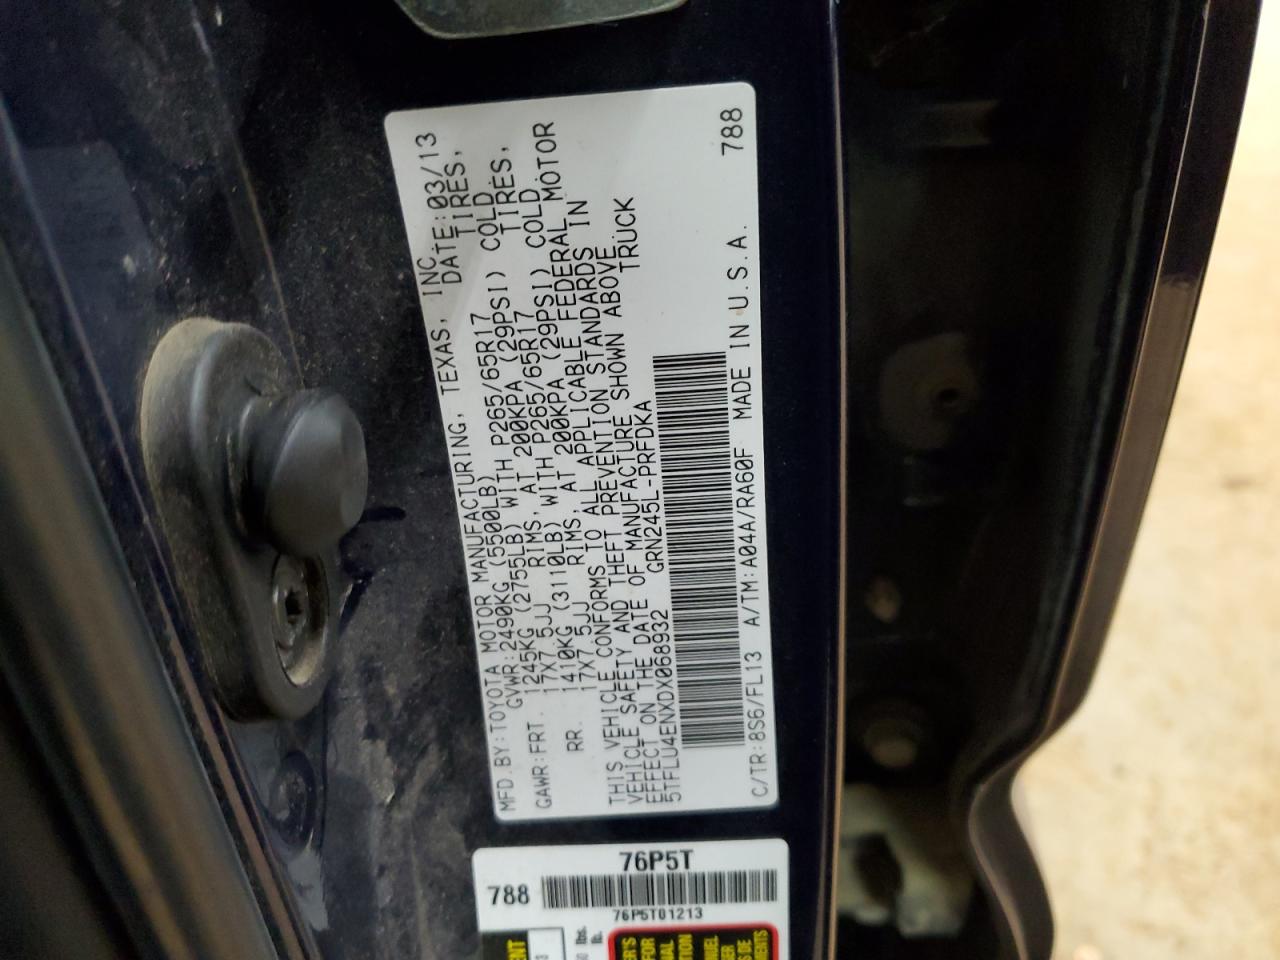 MFD.BY:TOYOTA MOTOR MANUFACTURING, TEXAS, INC.
GVWR:2490KG (5500LB) DATE:03/13
GAWR:FRT. 1245KG (2755LB) WITH P265/65R17 TIRES,
17X7.5JJ RIMS, AT 200KPA (29PSI) COLD
RR. 1410KG (3110LB) WITH P265/65R17 TIRES,
17X7.5JJ RIMS, AT 200KPA (29PSI) COLD
THIS VEHICLE CONFORMS TO ALL APPLICABLE FEDERAL MOTOR
VEHICLE SAFETY AND THEFT PREVENTION STANDARDS IN
EFFECT ON THE DATE OF MANUFACTURE SHOWN ABOVE.
5TFLU4ENXDX068932 GRN245L-PRFDKA TRUCK
C/TR:8S6/FL13 A/TM:A04A/RA60F MADE IN U.S.A. 788
76P5T
788
76P5T01213